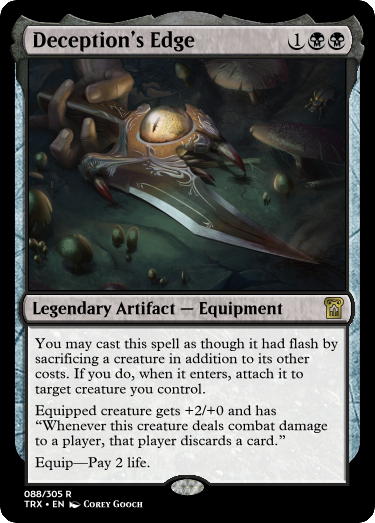 Deception's Edge 1
Legendary Artifact — Equipment
You may cast this spell as though it had flash by
sacrificing a creature in addition to its other
costs. If you do, when it enters, attach it to
target creature you control.
Equipped creature gets +2/+0 and has
“Whenever this creature deals combat damage
to a player, that player discards a card.”
Equip—Pay 2 life.
088/305 R
TRX • EN Corey Gooch